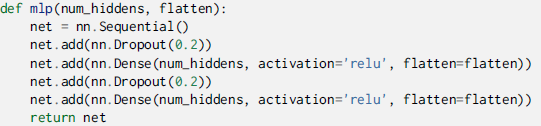 def mlp(num_hiddens, flatten):
    net = nn.Sequential()
    net.add(nn.Dropout(0.2))
    net.add(nn.Dense(num_hiddens, activation='relu', flatten=flatten))
    net.add(nn.Dropout(0.2))
    net.add(nn.Dense(num_hiddens, activation='relu', flatten=flatten))
    return net